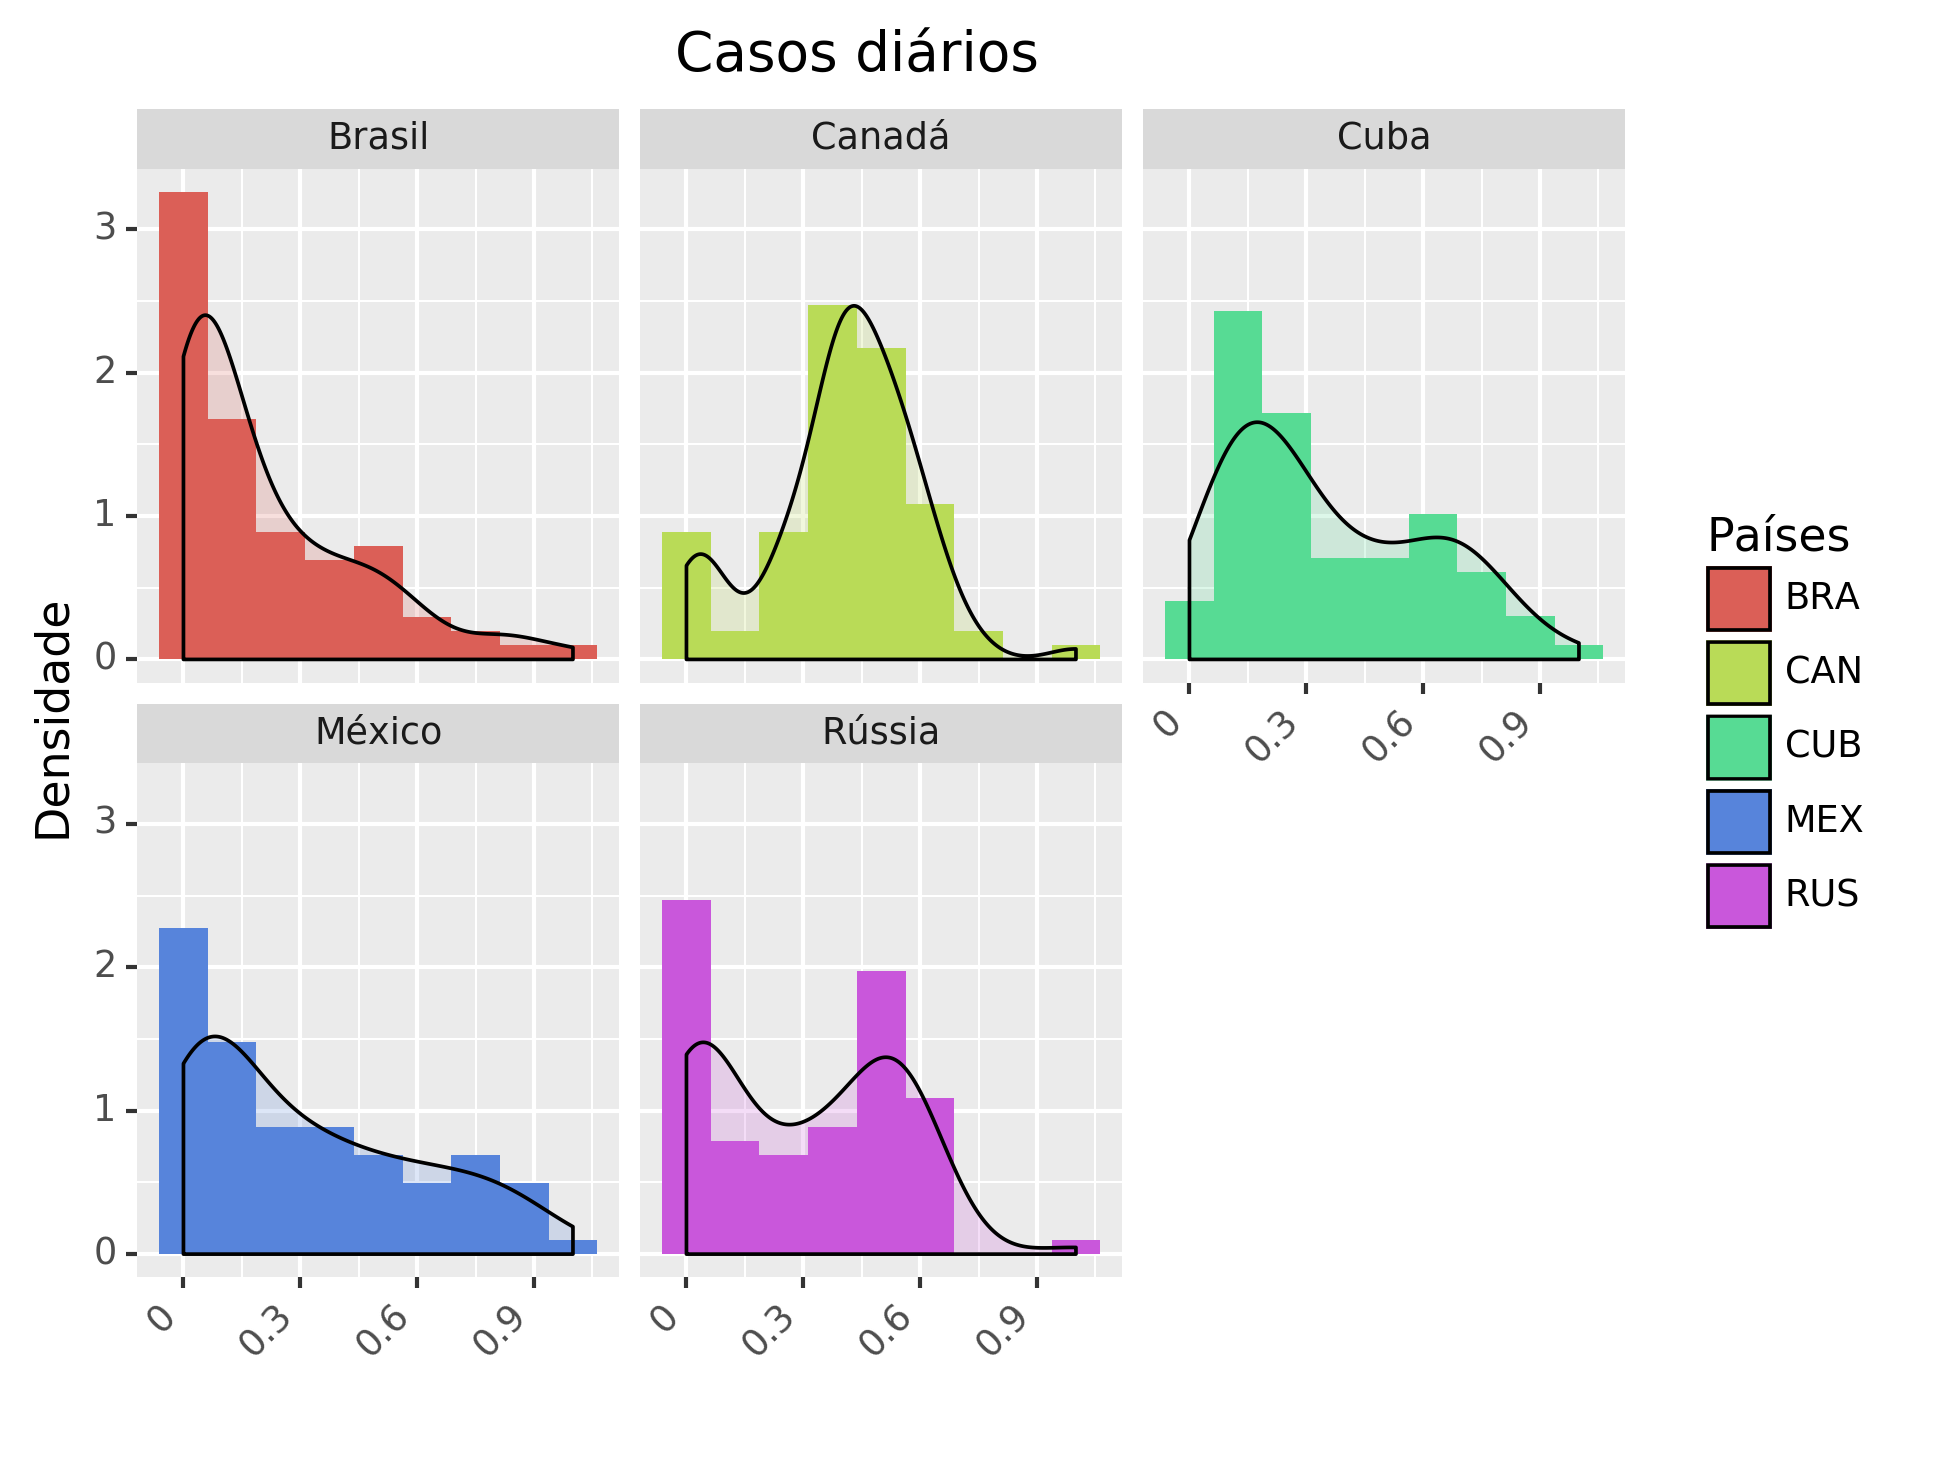 Casos diários
Brasil
Canadá
Cuba
3
2
1
0
0
0.3
0.6
0.9
Densidade
México
Rússia
3
2
1
0
0
0.3
0.6
0.9
0
0.3
0.6
0.9
Países
BRA
CAN
CUB
MEX
RUS